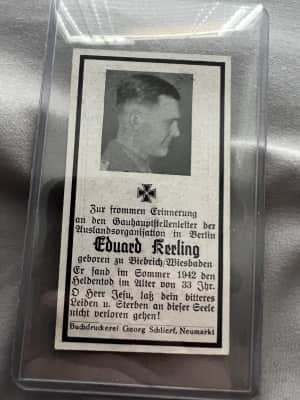 Zur frommen Erinnerung
an den Gauhauptstellenleiter der
Auslandsorganisation in Berlin
Eduard Kerling
geboren zu Biebrich/Wiesbaden
Er fand im Sommer 1942 den
Heldentod im Alter von 33 Jhr.
O Herr Jesu, laß dein bitteres
Leiden u. Sterben an dieser Seele
nicht verloren gehen!
Buchdruckerei Georg Schlierf, Neumarkt